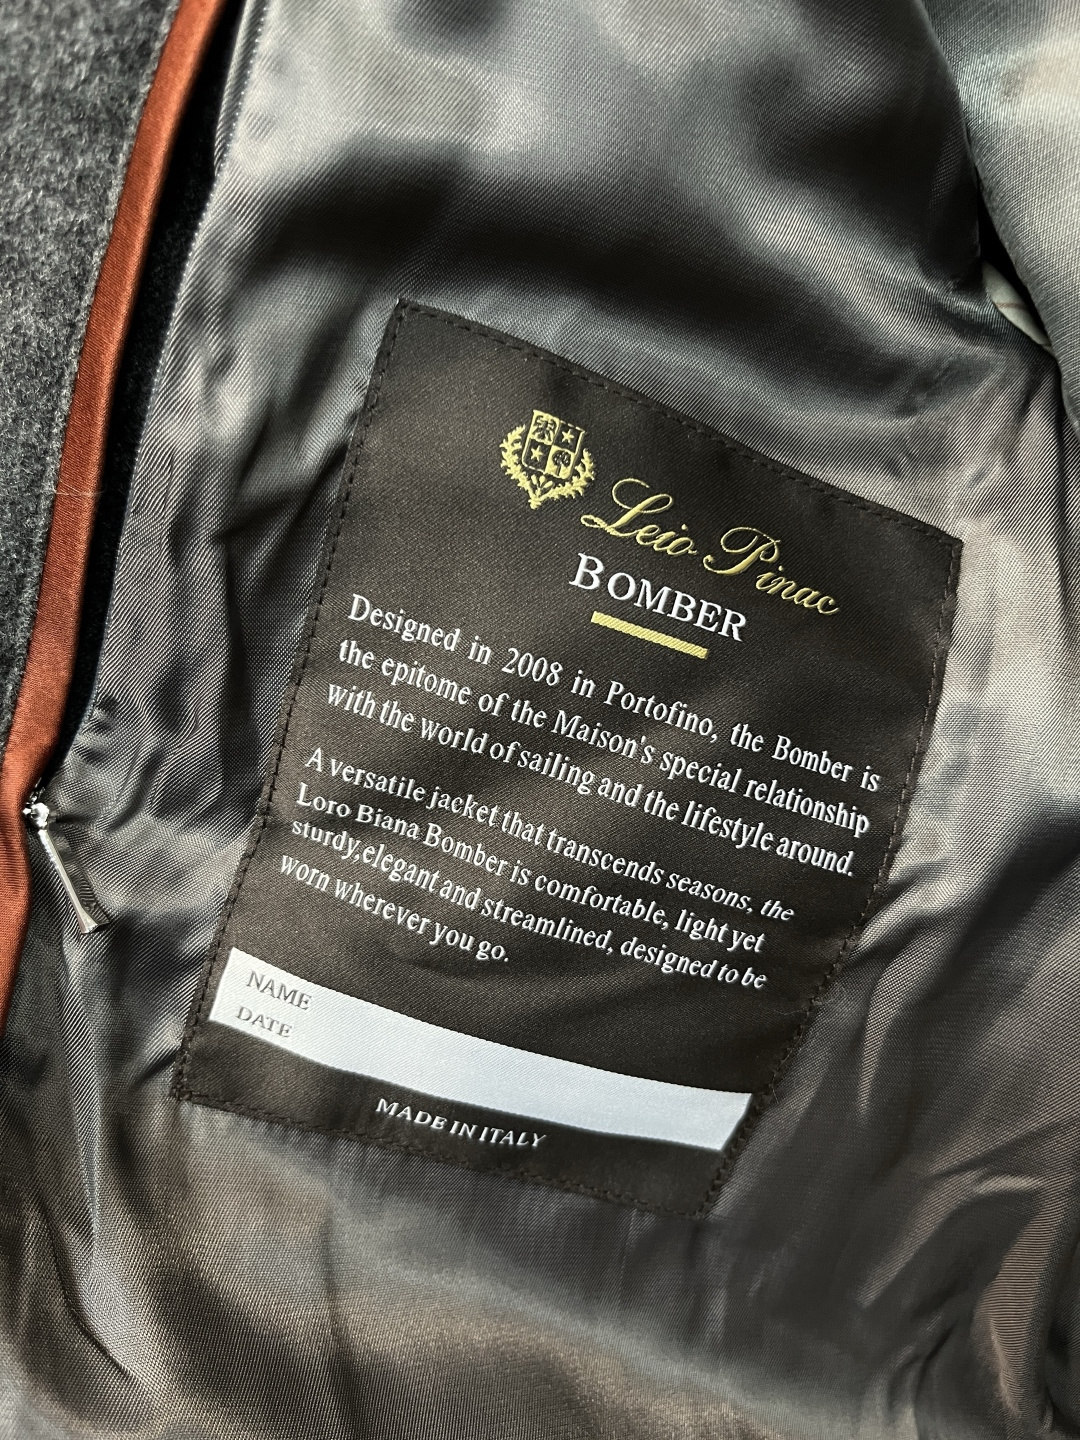 Leio Pinac
BOMBER
Designed in 2008 in Portofino, the Bomber is
the epitome of the Maison's special relationship
with the world of sailing and the lifestyle around.
A versatile jacket that transcends seasons, the
Loro Biana Bomber is comfortable, light yet
sturdy,elegant and streamlined, designed to be
worn wherever you go.
NAME
DATE
MADE IN ITALY